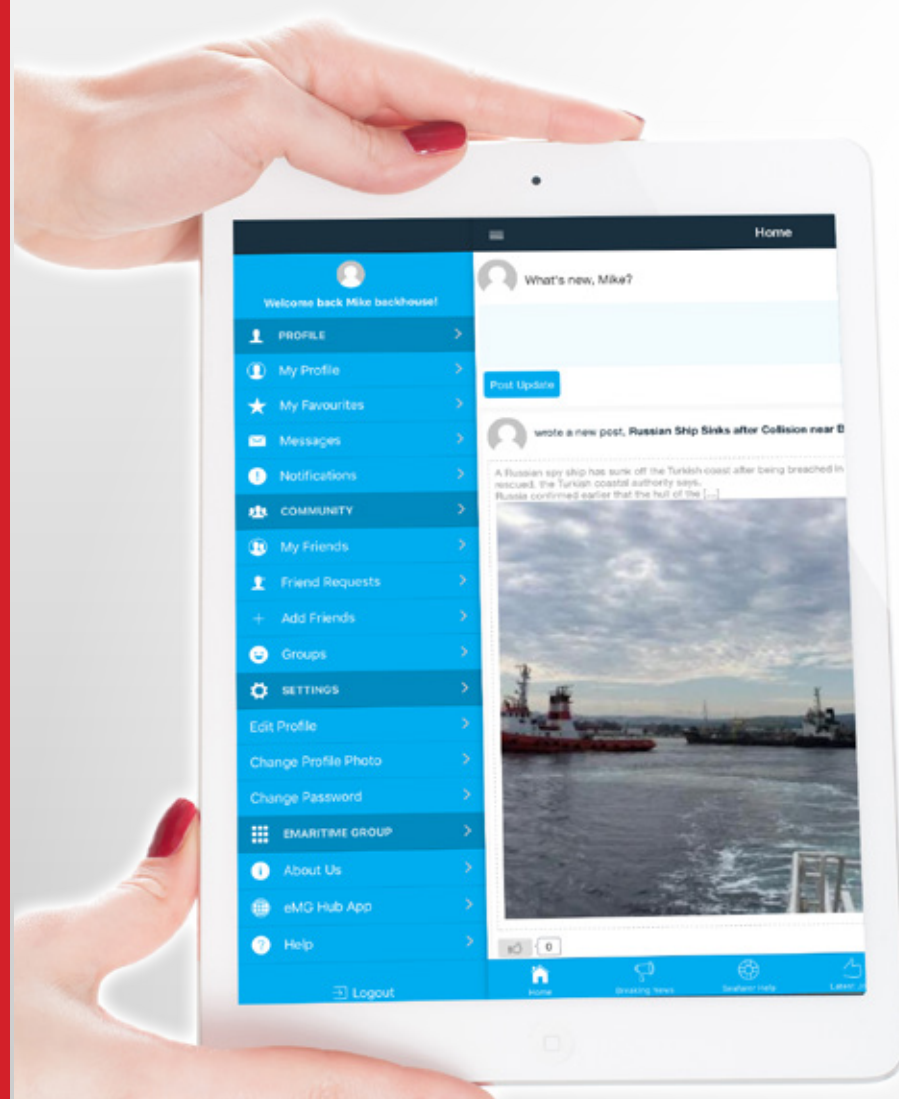 Home
Welcome back Mike backhouse!
PROFILE
My Profile
My Favourites
Messages
Notifications
COMMUNITY
My Friends
Friend Requests
Add Friends
Groups
SETTINGS
Edit Profile
Change Profile Photo
Change Password
EMARITIME GROUP
About Us
eMG Hub App
Help
Logout
What's new, Mike?
Post Update
wrote a new post, Russian Ship Sinks after Collision near B
A Russian spy ship has sunk off the Turkish coast after being breached in
rescued, the Turkish coastal authority says.
Russia confirmed earlier that the hull of the [...]
0
Home
Breaking News
Seafarer Help
Latest